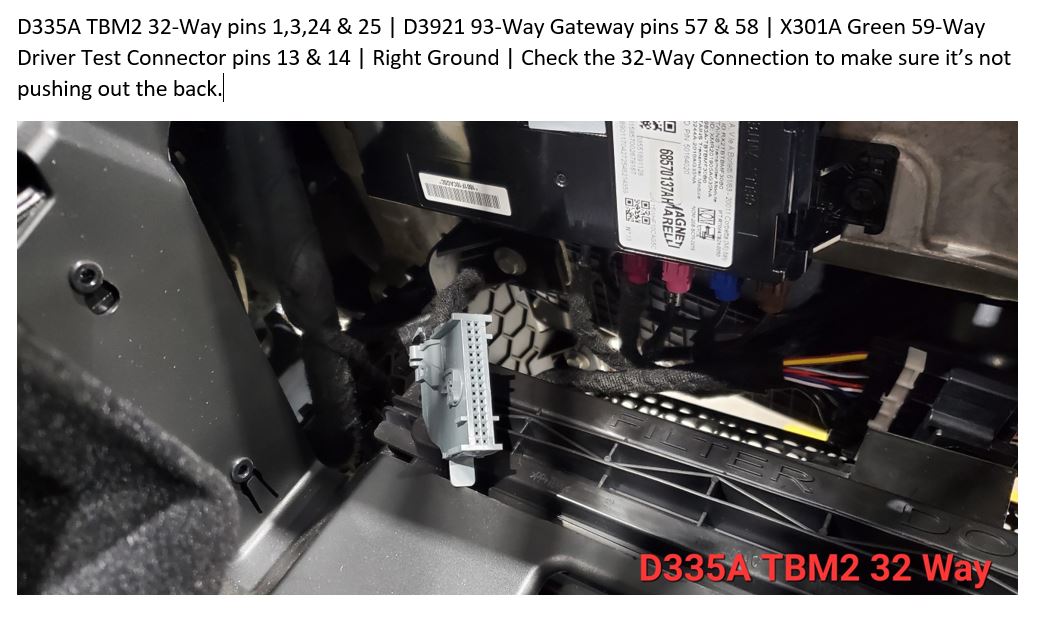 D335A TBM2 32-Way pins 1,3,24 & 25 | D3921 93-Way Gateway pins 57 & 58 | X301A Green 59-Way
Driver Test Connector pins 13 & 14 | Right Ground | Check the 32-Way Connection to make sure it’s not
pushing out the back.
68570137AH
MAGNETI
MARELLI
FILTER
DO
D335A TBM2 32 Way